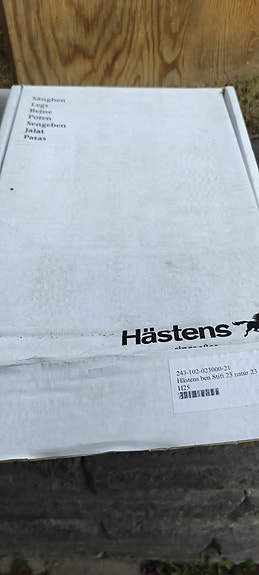 Sängben
Legs
Beine
Poten
Sengeben
Jalat
Patas
Hästens
243-102-023000-21
Hästens ben Stift 23 natur 23
H25